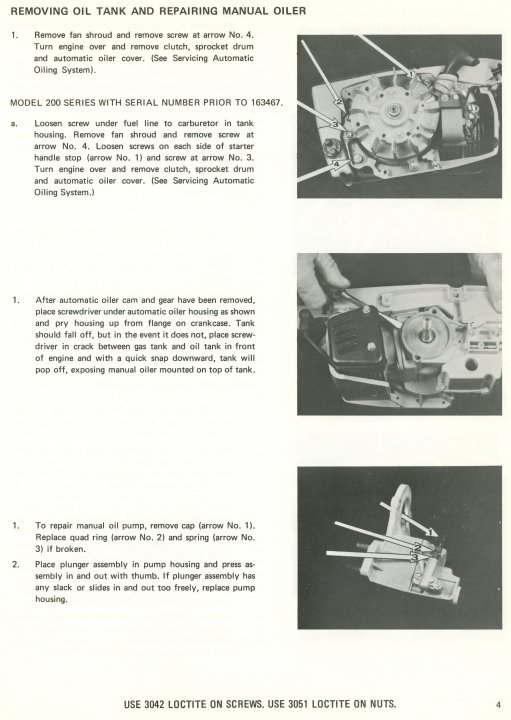 REMOVING OIL TANK AND REPAIRING MANUAL OILER
1. Remove fan shroud and remove screw at arrow No. 4.
Turn engine over and remove clutch, sprocket drum
and automatic oiler cover. (See Servicing Automatic
Oiling System).
MODEL 200 SERIES WITH SERIAL NUMBER PRIOR TO 163467.
a. Loosen screw under fuel line to carburetor in tank
housing. Remove fan shroud and remove screw at
arrow No. 4. Loosen screws on each side of starter
handle stop (arrow No. 1) and screw at arrow No. 3.
Turn engine over and remove clutch, sprocket drum
and automatic oiler cover. (See Servicing Automatic
Oiling System.)
1
2
3
4
1. After automatic oiler cam and gear have been removed,
place screwdriver under automatic oiler housing as shown
and pry housing up from flange on crankcase. Tank
should fall off, but in the event it does not, place screw-
driver in crack between gas tank and oil tank in front
of engine and with a quick snap downward, tank will
pop off, exposing manual oiler mounted on top of tank.
1. To repair manual oil pump, remove cap (arrow No. 1).
Replace quad ring (arrow No. 2) and spring (arrow No.
3) if broken.
2. Place plunger assembly in pump housing and press as-
sembly in and out with thumb. If plunger assembly has
any slack or slides in and out too freely, replace pump
housing.
1
USE 3042 LOCTITE ON SCREWS. USE 3051 LOCTITE ON NUTS.
4